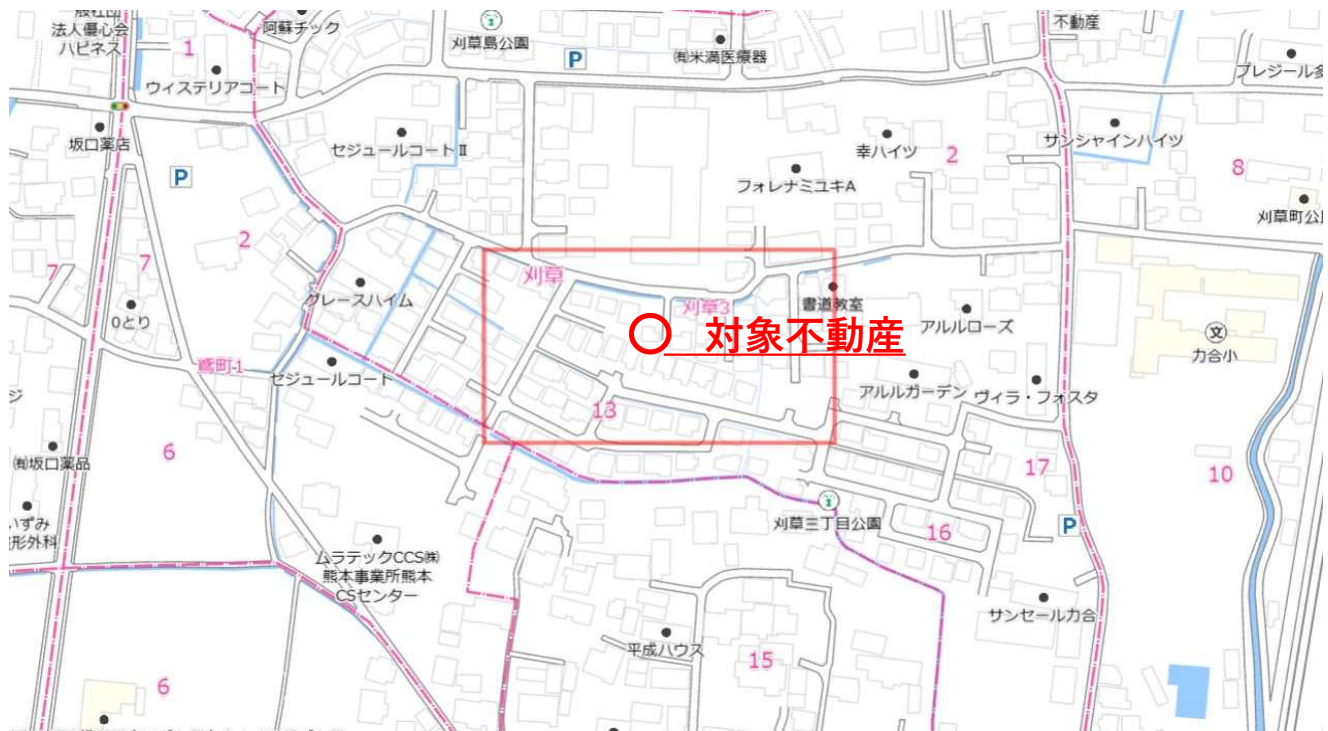 法人優心会
ハピネス
阿蘇チック
刈草島公園
P
㈲米満医療器
不動産
プレジール多
1
ウィステリアコート
坂口薬店
セジュールコートⅡ
幸ハイツ
2
サンシャインハイツ
8
P
フォレナミユキA
刈草町公
2
7
7
刈草
グレースハイム
刈草3
書道教室
0とり
対象不動産
アルルローズ
文
力合小
鳶町1
セジュールコート
アルルガーデン
ヴィラ・フォスタ
ジ
13
㈲坂口薬品
6
17
10
いずみ
形外科
刈草三丁目公園
16
P
ムラテックCCS㈱
熊本事業所熊本
CSセンター
サンセール力合
平成ハウス
15
6